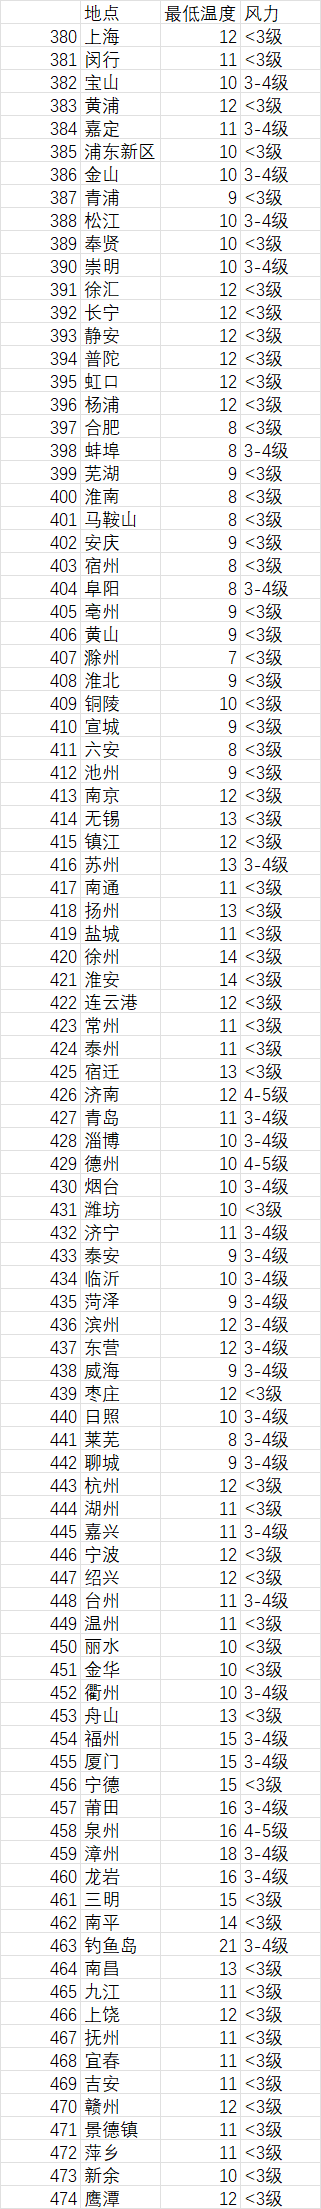 地点 最低温度 风力
380 上海 12 <3级
381 闵行 11 <3级
382 宝山 10 3-4级
383 黄浦 12 <3级
384 嘉定 11 3-4级
385 浦东新区 10 <3级
386 金山 10 3-4级
387 青浦 9 <3级
388 松江 10 3-4级
389 奉贤 10 <3级
390 崇明 10 3-4级
391 徐汇 12 <3级
392 长宁 12 <3级
393 静安 12 <3级
394 普陀 12 <3级
395 虹口 12 <3级
396 杨浦 12 <3级
397 合肥 8 <3级
398 蚌埠 8 3-4级
399 芜湖 9 <3级
400 淮南 8 <3级
401 马鞍山 8 <3级
402 安庆 9 <3级
403 宿州 8 <3级
404 阜阳 8 3-4级
405 亳州 9 <3级
406 黄山 9 <3级
407 滁州 7 <3级
408 淮北 9 <3级
409 铜陵 10 <3级
410 宣城 9 <3级
411 六安 8 <3级
412 池州 9 <3级
413 南京 12 <3级
414 无锡 13 <3级
415 镇江 12 <3级
416 苏州 13 3-4级
417 南通 11 <3级
418 扬州 13 <3级
419 盐城 11 <3级
420 徐州 14 <3级
421 淮安 14 <3级
422 连云港 12 <3级
423 常州 11 <3级
424 泰州 11 <3级
425 宿迁 13 <3级
426 济南 12 4-5级
427 青岛 11 3-4级
428 淄博 10 3-4级
429 德州 10 4-5级
430 烟台 10 3-4级
431 潍坊 10 <3级
432 济宁 11 3-4级
433 泰安 9 3-4级
434 临沂 10 3-4级
435 菏泽 9 3-4级
436 滨州 12 3-4级
437 东营 12 3-4级
438 威海 9 3-4级
439 枣庄 12 <3级
440 日照 10 3-4级
441 莱芜 8 3-4级
442 聊城 9 3-4级
443 杭州 12 <3级
444 湖州 11 <3级
445 嘉兴 11 3-4级
446 宁波 12 <3级
447 绍兴 12 <3级
448 台州 11 3-4级
449 温州 11 <3级
450 丽水 10 <3级
451 金华 10 <3级
452 衢州 10 3-4级
453 舟山 13 <3级
454 福州 15 3-4级
455 厦门 15 3-4级
456 宁德 15 <3级
457 莆田 16 3-4级
458 泉州 16 4-5级
459 漳州 18 3-4级
460 龙岩 16 3-4级
461 三明 15 <3级
462 南平 14 <3级
463 钓鱼岛 21 3-4级
464 南昌 13 <3级
465 九江 11 <3级
466 上饶 12 <3级
467 抚州 11 <3级
468 宜春 11 <3级
469 吉安 11 <3级
470 赣州 12 <3级
471 景德镇 11 <3级
472 萍乡 11 <3级
473 新余 10 <3级
474 鹰潭 12 <3级